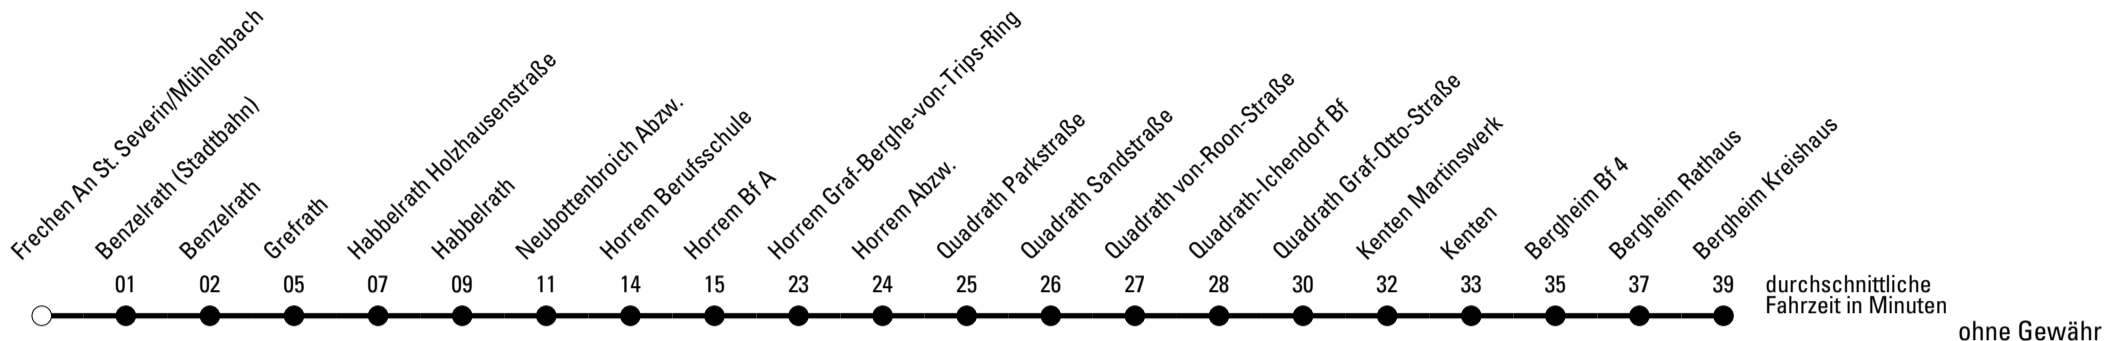 Frechen An St. Severin/Mühlenbach
Benzelrath (Stadtbahn)
Benzelrath
Grefrath
Habbelrath Holzhausenstraße
Habbelrath
Neubottenbroich Abzw.
Horrem Berufsschule
Horrem Bf A
Horrem Graf-Berghe-von-Trips-Ring
Horrem Abzw.
Quadrath Parkstraße
Quadrath Sandstraße
Quadrath von-Roon-Straße
Quadrath-Ichendorf Bf
Quadrath Graf-Otto-Straße
Kenten Martinswerk
Kenten
Bergheim Bf 4
Bergheim Rathaus
Bergheim Kreishaus
01 02 05 07 09 11 14 15 23 24 25 26 27 28 30 32 33 35 37 39
durchschnittliche
Fahrzeit in Minuten
ohne Gewähr